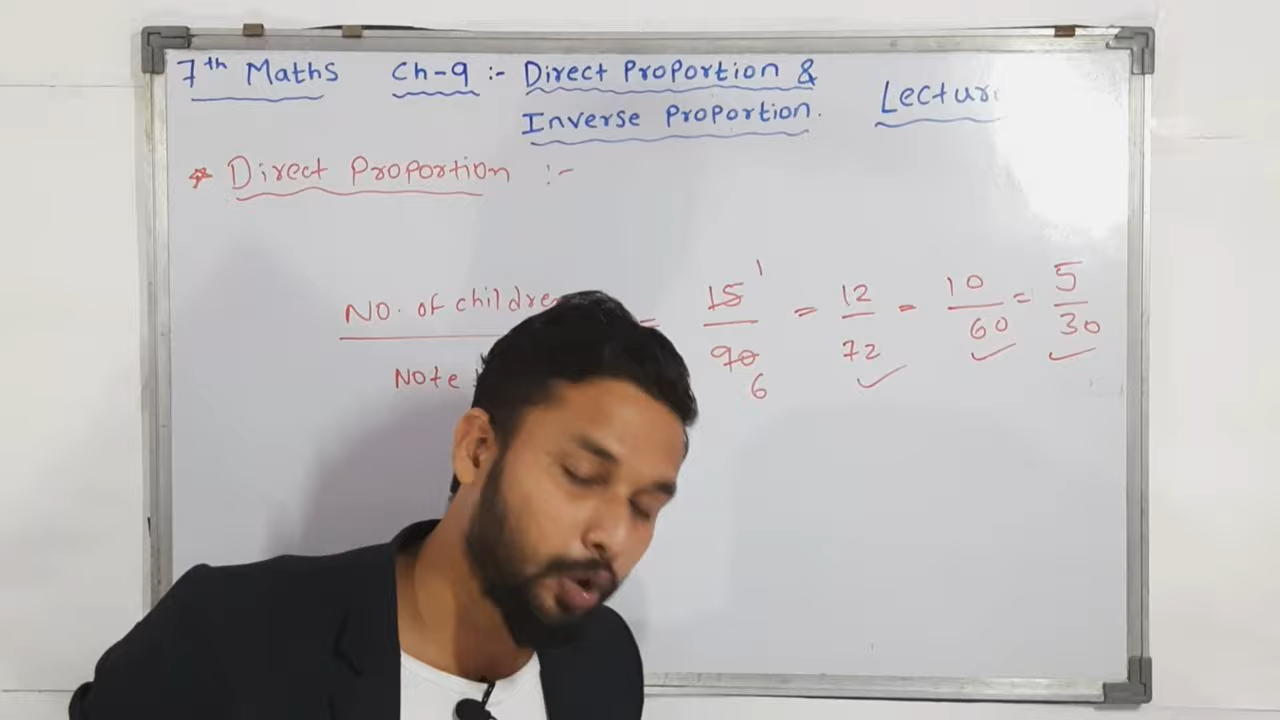 7th Maths Ch-9 :- Direct Proportion &
Inverse Proportion. Lectur
* Direct Proportion :-
No. of childre = 15 1 = 12 = 10 = 5
Note 90 6 72 60 30